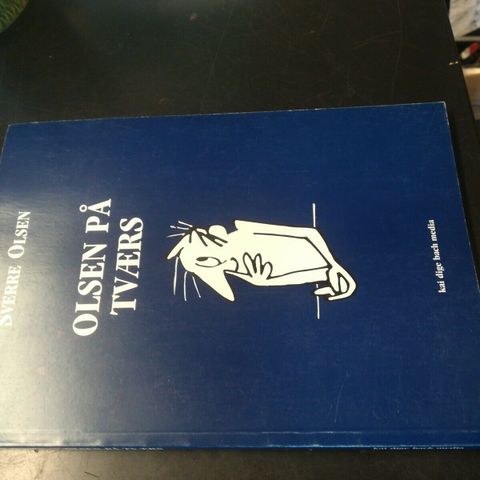 SVERRE OLSEN
OLSEN PÅ
TVÆRS
kai dige bach media